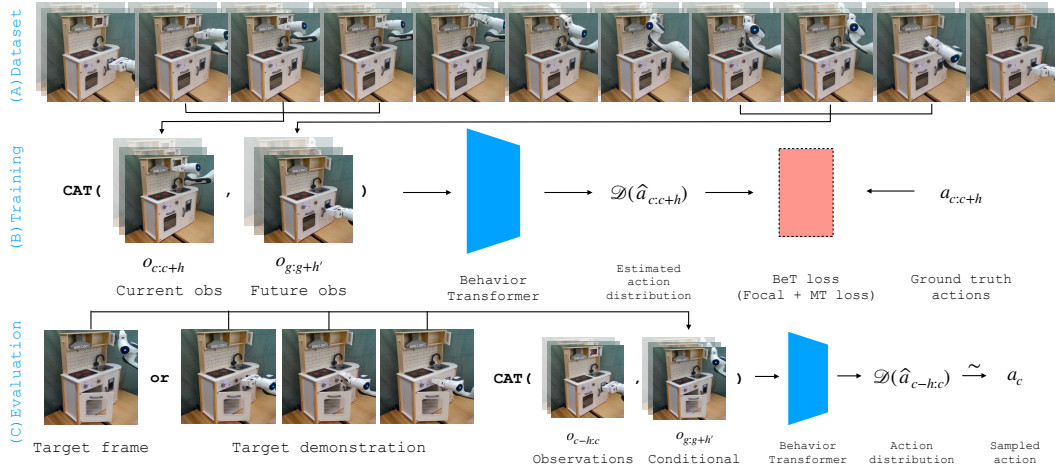 (A)Dataset
(B)Training
CAT( , )
𝒟(â_{c:c+h})
a_{c:c+h}
o_{c:c+h}
o_{g:g+h′}
Current obs
Future obs
Behavior
Transformer
Estimated
action
distribution
BeT loss
(Focal + MT loss)
Ground truth
actions
(C)Evaluation
or
CAT( , )
𝒟(â_{c−h:c})
~
a_c
Target frame
Target demonstration
o_{c−h:c}
Observations
o_{g:g+h′}
Conditional
Behavior
Transformer
Action
distribution
Sampled
action